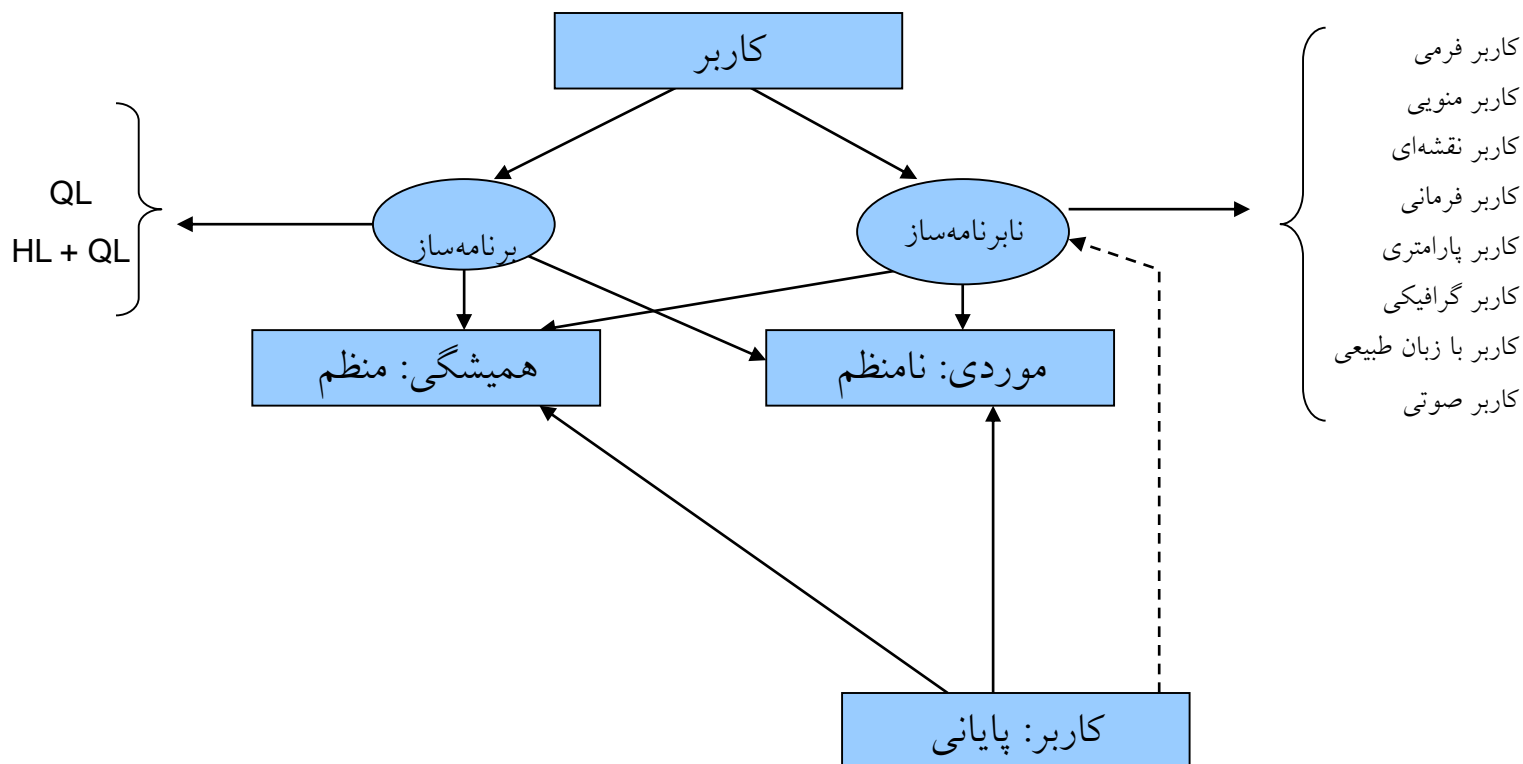 کاربر
کاربر فرمی
کاربر منویی
کاربر نقشه‌ای
کاربر فرمانی
کاربر پارامتری
کاربر گرافیکی
کاربر با زبان طبیعی
کاربر صوتی
نابرنامه‌ساز
برنامه‌ساز
QL
HL + QL
موردی: نامنظم
همیشگی: منظم
کاربر: پایانی